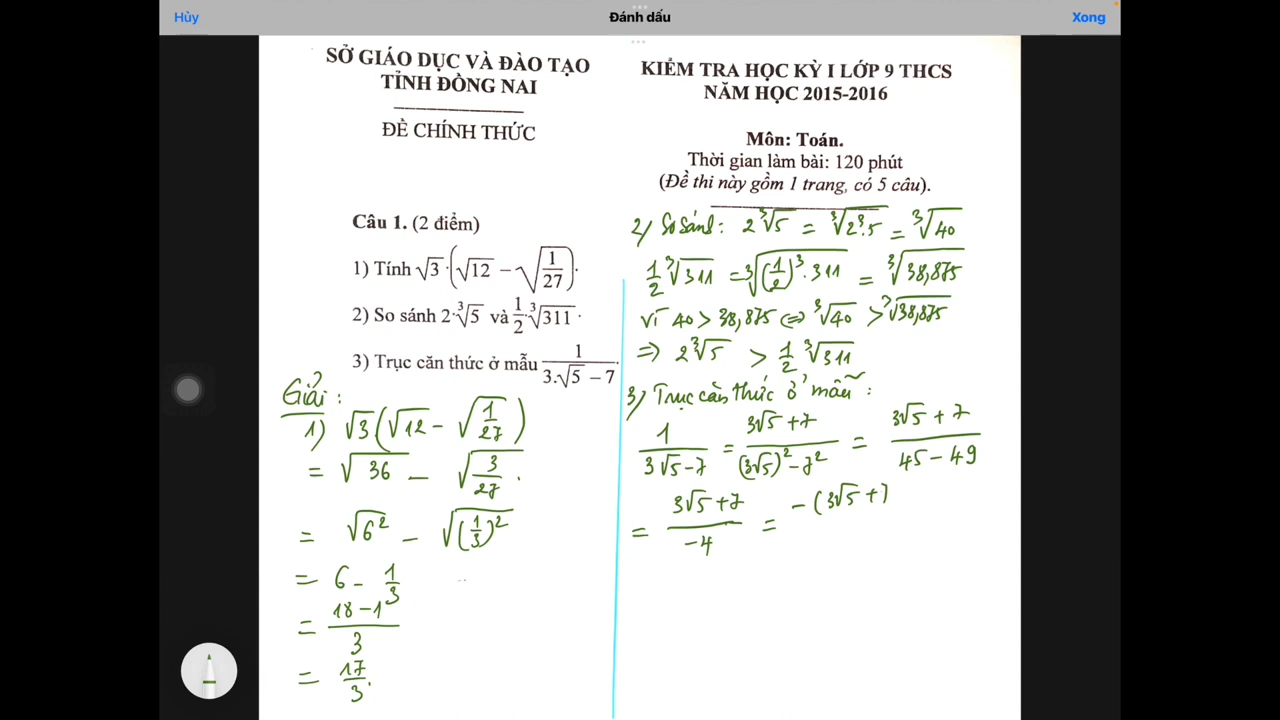 Hủy
Đánh dấu
Xong
SỞ GIÁO DỤC VÀ ĐÀO TẠO
TỈNH ĐỒNG NAI
ĐỀ CHÍNH THỨC
KIỂM TRA HỌC KỲ I LỚP 9 THCS
NĂM HỌC 2015-2016
Môn: Toán.
Thời gian làm bài: 120 phút
(Đề thi này gồm 1 trang, có 5 câu).
Câu 1. (2 điểm)
1) Tính √3·(√12 − √(1/27))·
2) So sánh 2·∛5 và 1/2·∛311·
3) Trục căn thức ở mẫu 1/(3.√5 − 7)·
Giải:
1) √3(√12 − √(1/27))
= √36 − √(3/27).
= √6² − √((1/3)²)
= 6 − 1/3
= (18 − 1)/3
= 17/3.
2) So sánh: 2∛5 = ∛(2³.5) = ∛40
1/2 ∛311 = ∛((1/2)³.311) = ∛38,875
vì 40 > 38,875 ⇔ ∛40 > ∛38,875
⇒ 2∛5 > 1/2 ∛311
3) Trục căn thức ở mẫu:
1/(3√5 − 7) = (3√5 + 7)/((3√5)² − 7²) = (3√5 + 7)/(45 − 49)
= (3√5 + 7)/(−4) = −(3√5 + 7